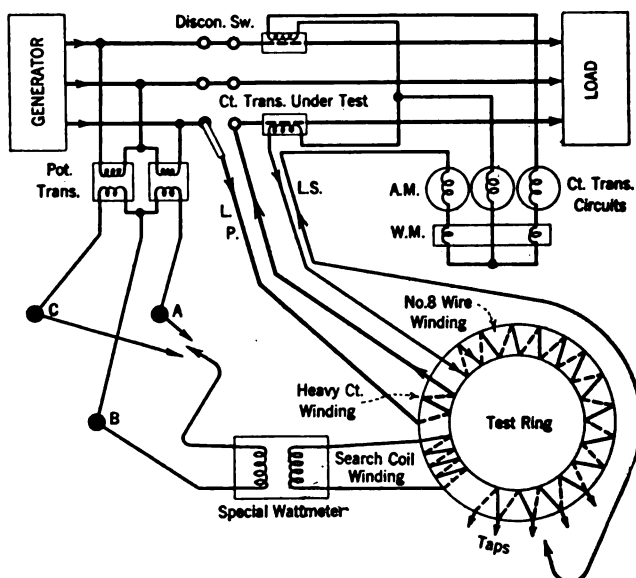 Discon. Sw.
GENERATOR
LOAD
Ct. Trans. Under Test
Pot.
Trans.
L.
P.
L.S.
A.M.
Ct. Trans.
Circuits
W.M.
C
A
B
No.8 Wire
Winding
Heavy Ct.
Winding
Test Ring
Search Coil
Winding
Special Wattmeter
Taps